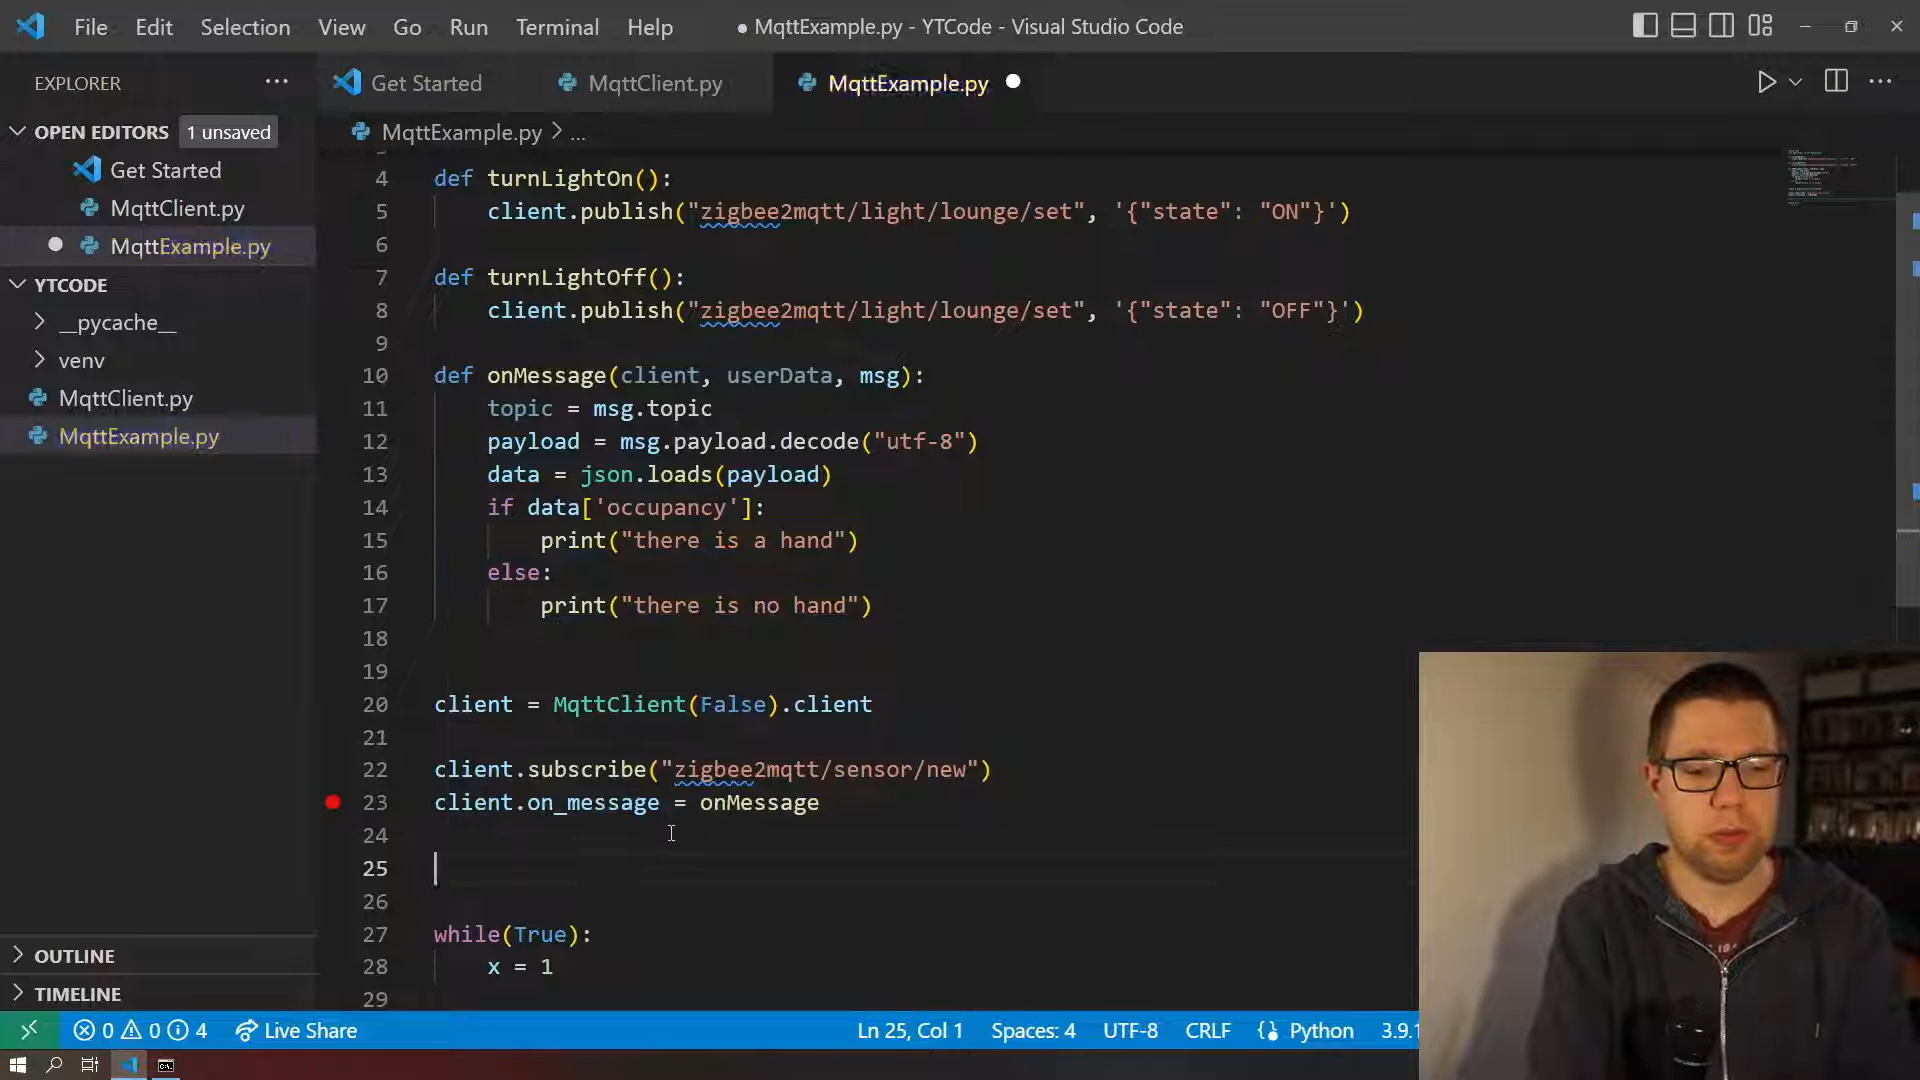 File Edit Selection View Go Run Terminal Help ● MqttExample.py - YTCode - Visual Studio Code
EXPLORER ···
Get Started MqttClient.py MqttExample.py
OPEN EDITORS 1 unsaved
MqttExample.py > ...
Get Started
MqttClient.py
MqttExample.py
YTCODE
__pycache__
venv
MqttClient.py
MqttExample.py
OUTLINE
TIMELINE
4 def turnLightOn():
5 client.publish("zigbee2mqtt/light/lounge/set", '{"state": "ON"}')
6
7 def turnLightOff():
8 client.publish("zigbee2mqtt/light/lounge/set", '{"state": "OFF"}')
9
10 def onMessage(client, userData, msg):
11 topic = msg.topic
12 payload = msg.payload.decode("utf-8")
13 data = json.loads(payload)
14 if data['occupancy']:
15 print("there is a hand")
16 else:
17 print("there is no hand")
18
19
20 client = MqttClient(False).client
21
22 client.subscribe("zigbee2mqtt/sensor/new")
23 client.on_message = onMessage
24
25
26
27 while(True):
28 x = 1
29
0 0 4 Live Share Ln 25, Col 1 Spaces: 4 UTF-8 CRLF Python